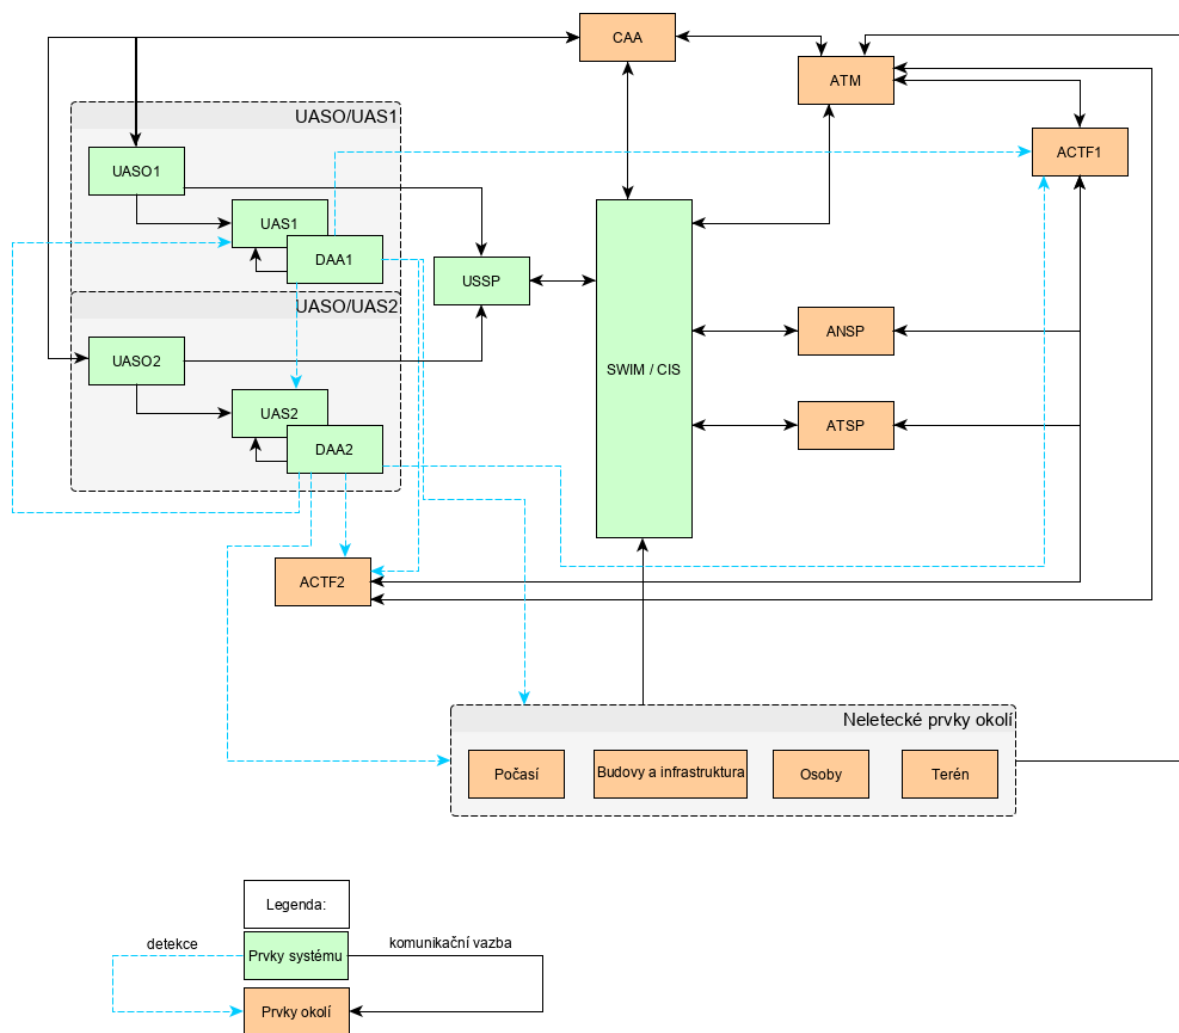 CAA
ATM
UASO/UAS1
ACTF1
UASO1
UAS1
DAA1
USSP
UASO/UAS2
ANSP
UASO2
SWIM / CIS
UAS2
ATSP
DAA2
ACTF2
Neletecké prvky okolí
Počasí
Budovy a infrastruktura
Osoby
Terén
Legenda:
detekce
komunikační vazba
Prvky systému
Prvky okolí